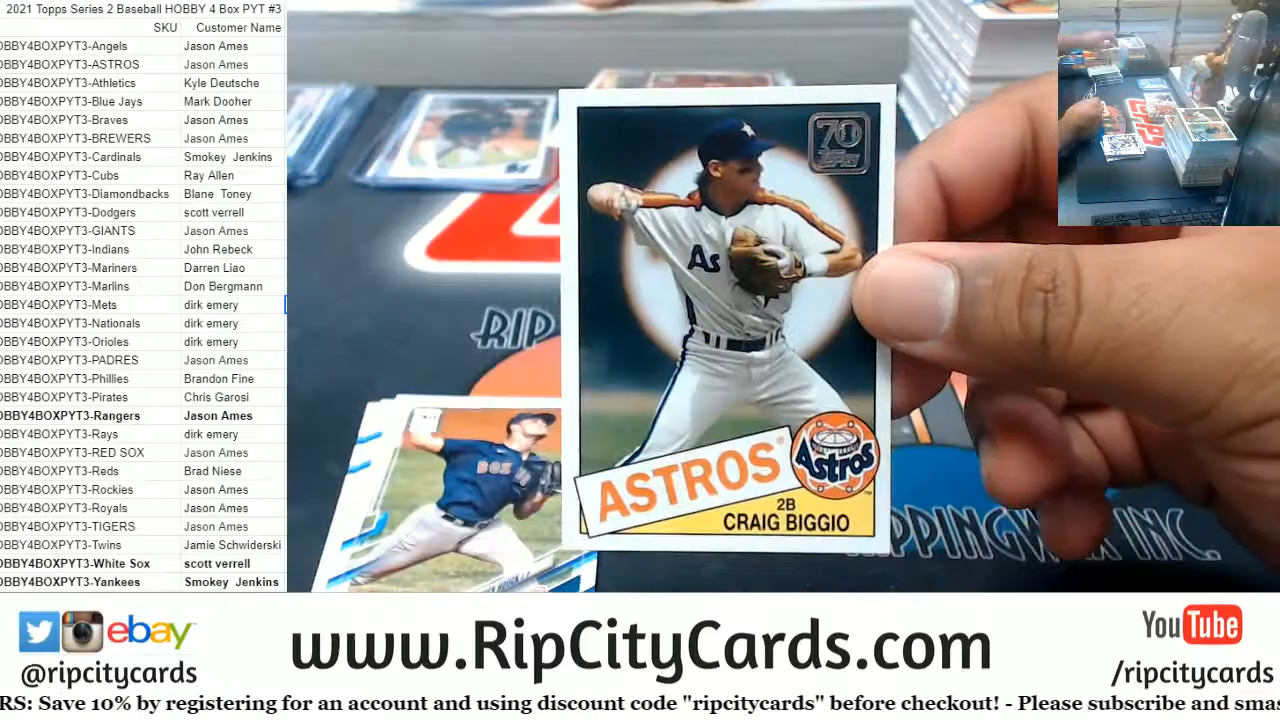 2021 Topps Series 2 Baseball HOBBY 4 Box PYT #3
SKU Customer Name
OBBY4BOXPYT3-Angels Jason Ames
OBBY4BOXPYT3-ASTROS Jason Ames
OBBY4BOXPYT3-Athletics Kyle Deutsche
OBBY4BOXPYT3-Blue Jays Mark Dooher
OBBY4BOXPYT3-Braves Jason Ames
OBBY4BOXPYT3-BREWERS Jason Ames
OBBY4BOXPYT3-Cardinals Smokey Jenkins
OBBY4BOXPYT3-Cubs Ray Allen
OBBY4BOXPYT3-Diamondbacks Blane Toney
OBBY4BOXPYT3-Dodgers scott verrell
OBBY4BOXPYT3-GIANTS Jason Ames
OBBY4BOXPYT3-Indians John Rebeck
OBBY4BOXPYT3-Mariners Darren Liao
OBBY4BOXPYT3-Marlins Don Bergmann
OBBY4BOXPYT3-Mets dirk emery
OBBY4BOXPYT3-Nationals dirk emery
OBBY4BOXPYT3-Orioles dirk emery
OBBY4BOXPYT3-PADRES Jason Ames
OBBY4BOXPYT3-Phillies Brandon Fine
OBBY4BOXPYT3-Pirates Chris Garosi
OBBY4BOXPYT3-Rangers Jason Ames
OBBY4BOXPYT3-Rays dirk emery
OBBY4BOXPYT3-RED SOX Jason Ames
OBBY4BOXPYT3-Reds Brad Niese
OBBY4BOXPYT3-Rockies Jason Ames
OBBY4BOXPYT3-Royals Jason Ames
OBBY4BOXPYT3-TIGERS Jason Ames
OBBY4BOXPYT3-Twins Jamie Schwiderski
OBBY4BOXPYT3-White Sox scott verrell
OBBY4BOXPYT3-Yankees Smokey Jenkins
70
TOPPS
As
ASTROS
Astros
2B
CRAIG BIGGIO
RIP
BOS
PPINGWAX INC.
ebay
@ripcitycards
www.RipCityCards.com
YouTube
/ripcitycards
RS: Save 10% by registering for an account and using discount code "ripcitycards" before checkout! - Please subscribe and smas